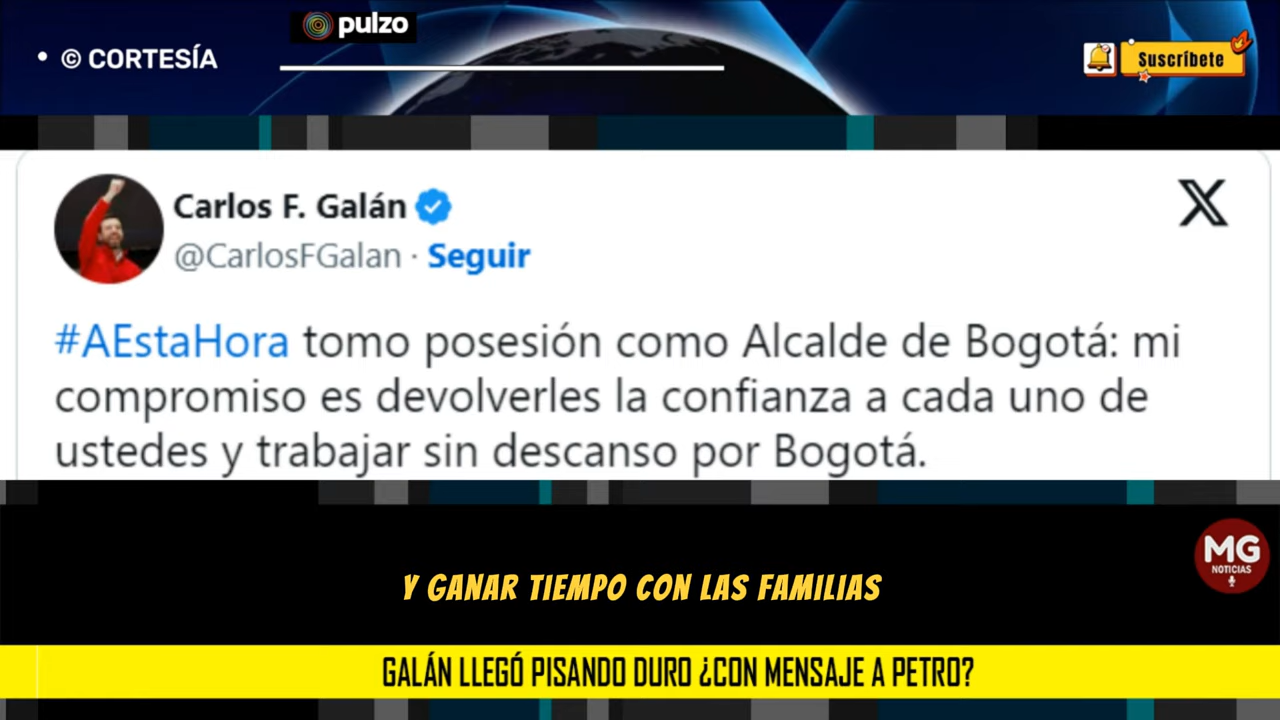 pulzo
• © CORTESÍA
Suscríbete
Carlos F. Galán
@CarlosFGalan · Seguir
#AEstaHora tomo posesión como Alcalde de Bogotá: mi
compromiso es devolverles la confianza a cada uno de
ustedes y trabajar sin descanso por Bogotá.
MG
NOTICIAS
Y GANAR TIEMPO CON LAS FAMILIAS
GALÁN LLEGÓ PISANDO DURO ¿CON MENSAJE A PETRO?